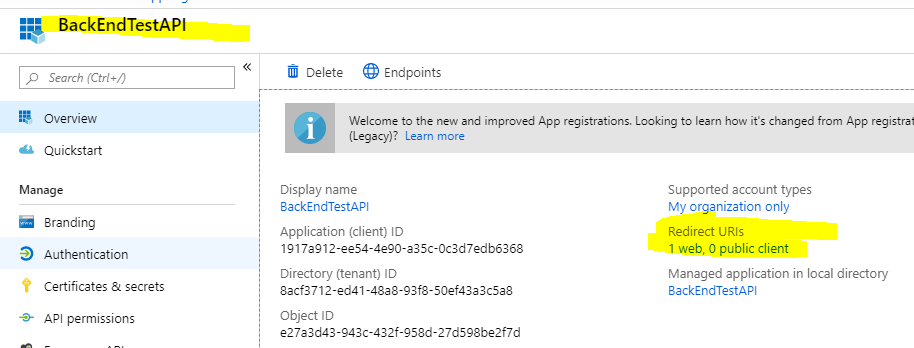 BackEndTestAPI
Search (Ctrl+/)
«
Overview
Quickstart
Manage
Branding
Authentication
Certificates & secrets
API permissions
Delete
Endpoints
Welcome to the new and improved App registrations. Looking to learn how it's changed from App registrat
(Legacy)? Learn more
Display name
BackEndTestAPI
Application (client) ID
1917a912-ee54-4e90-a35c-0c3d7edb6368
Directory (tenant) ID
8acf3712-ed41-48a8-93f8-50ef43a3c5a8
Object ID
e27a3d43-943c-432f-958d-27d598be2f7d
Supported account types
My organization only
Redirect URIs
1 web, 0 public client
Managed application in local directory
BackEndTestAPI